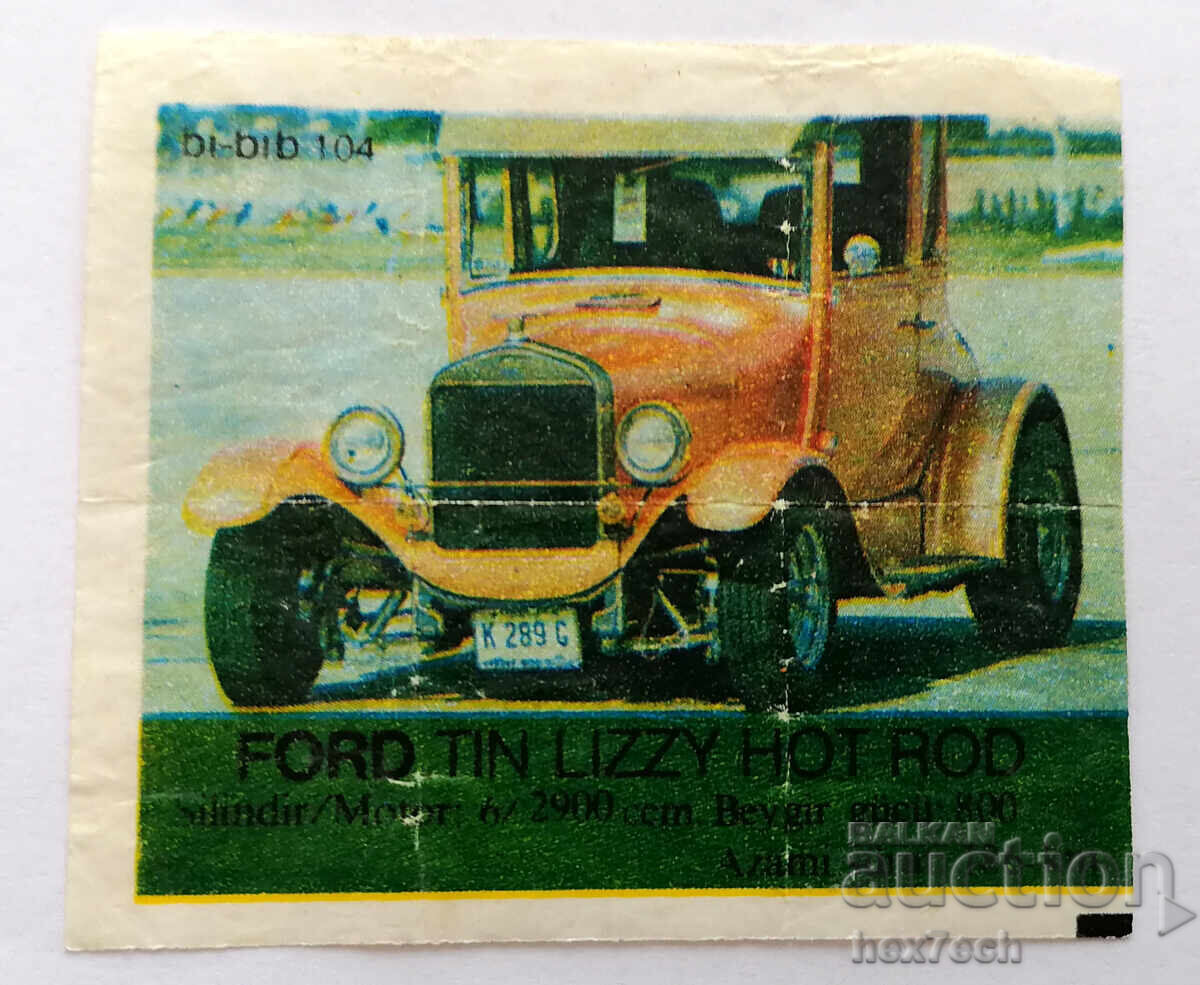 bi-bib 104
K 289 G
FORD TIN LIZZY HOT ROD
Silindir/Motor: 6/ 2900 ccm. Beygir gücü: 800
Azami
BALKAN
auction
hex7ech